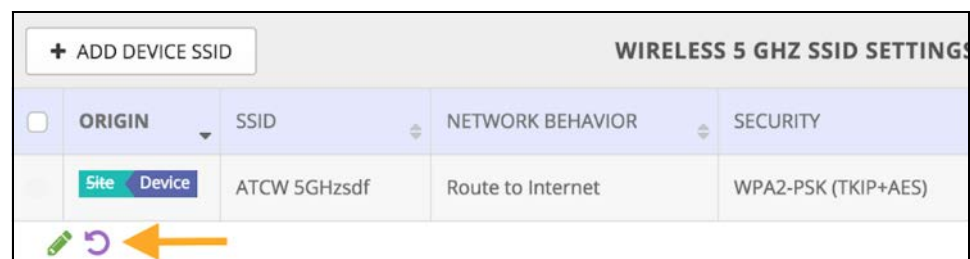 + ADD DEVICE SSID
WIRELESS 5 GHZ SSID SETTINGS
ORIGIN SSID NETWORK BEHAVIOR SECURITY
Site Device ATCW 5GHzsdf Route to Internet WPA2-PSK (TKIP+AES)